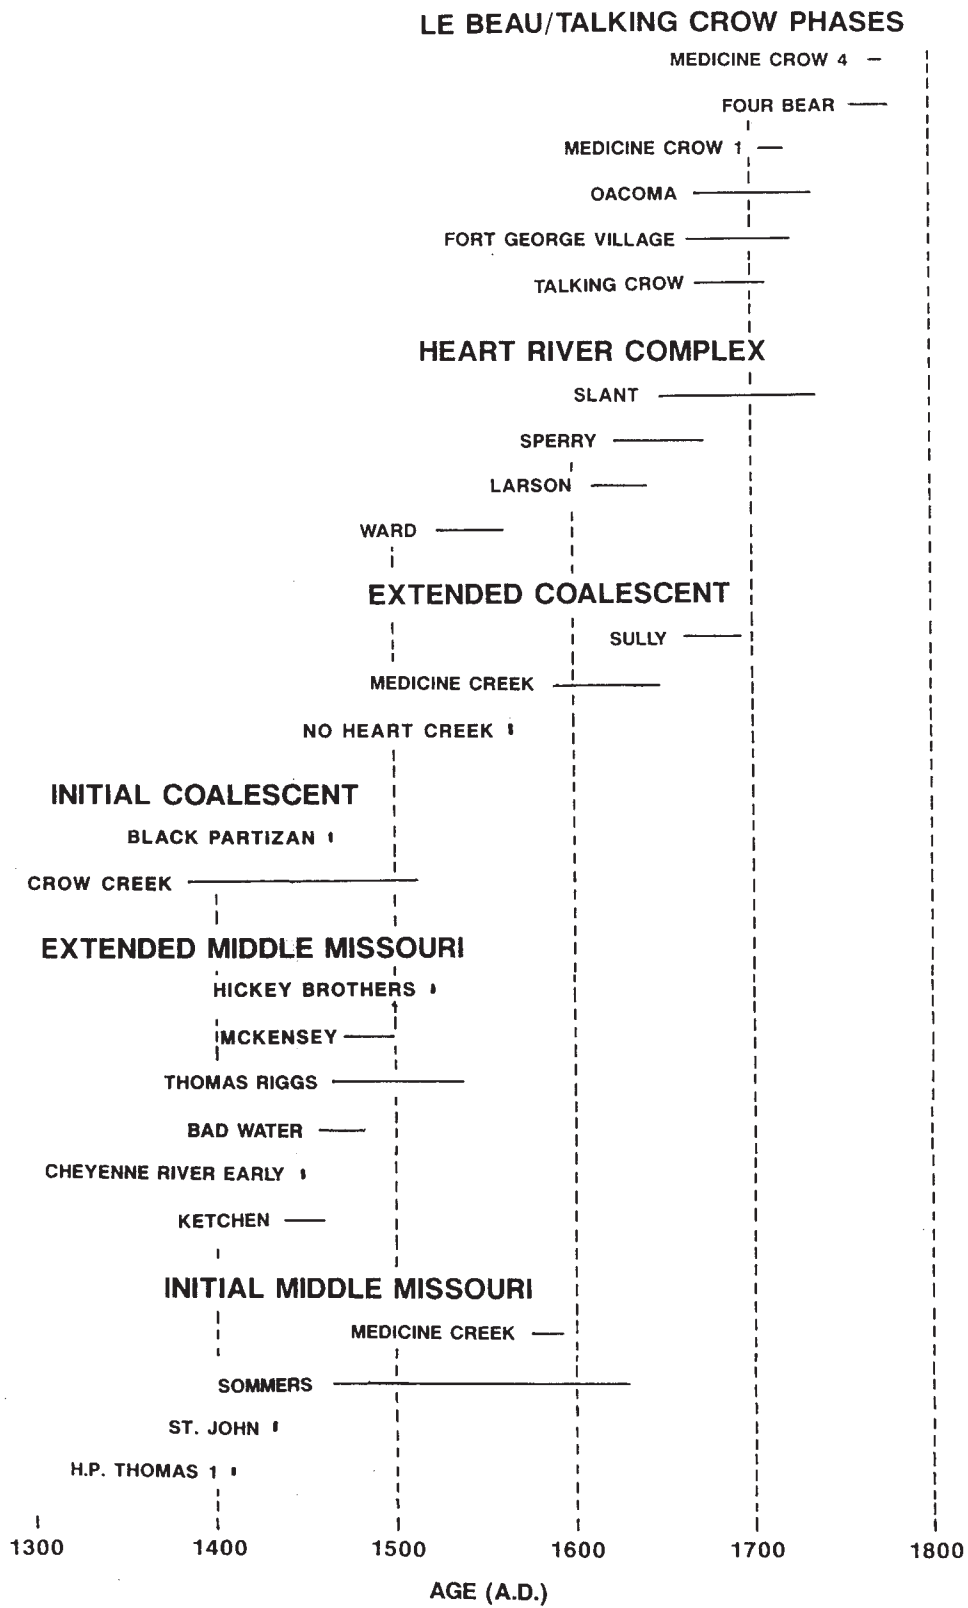 LE BEAU/TALKING CROW PHASES
MEDICINE CROW 4
FOUR BEAR
MEDICINE CROW 1
OACOMA
FORT GEORGE VILLAGE
TALKING CROW
HEART RIVER COMPLEX
SLANT
SPERRY
LARSON
WARD
EXTENDED COALESCENT
SULLY
MEDICINE CREEK
NO HEART CREEK
INITIAL COALESCENT
BLACK PARTIZAN
CROW CREEK
EXTENDED MIDDLE MISSOURI
HICKEY BROTHERS
MCKENSEY
THOMAS RIGGS
BAD WATER
CHEYENNE RIVER EARLY
KETCHEN
INITIAL MIDDLE MISSOURI
MEDICINE CREEK
SOMMERS
ST. JOHN
H.P. THOMAS 1
1300 1400 1500 1600 1700 1800
AGE (A.D.)